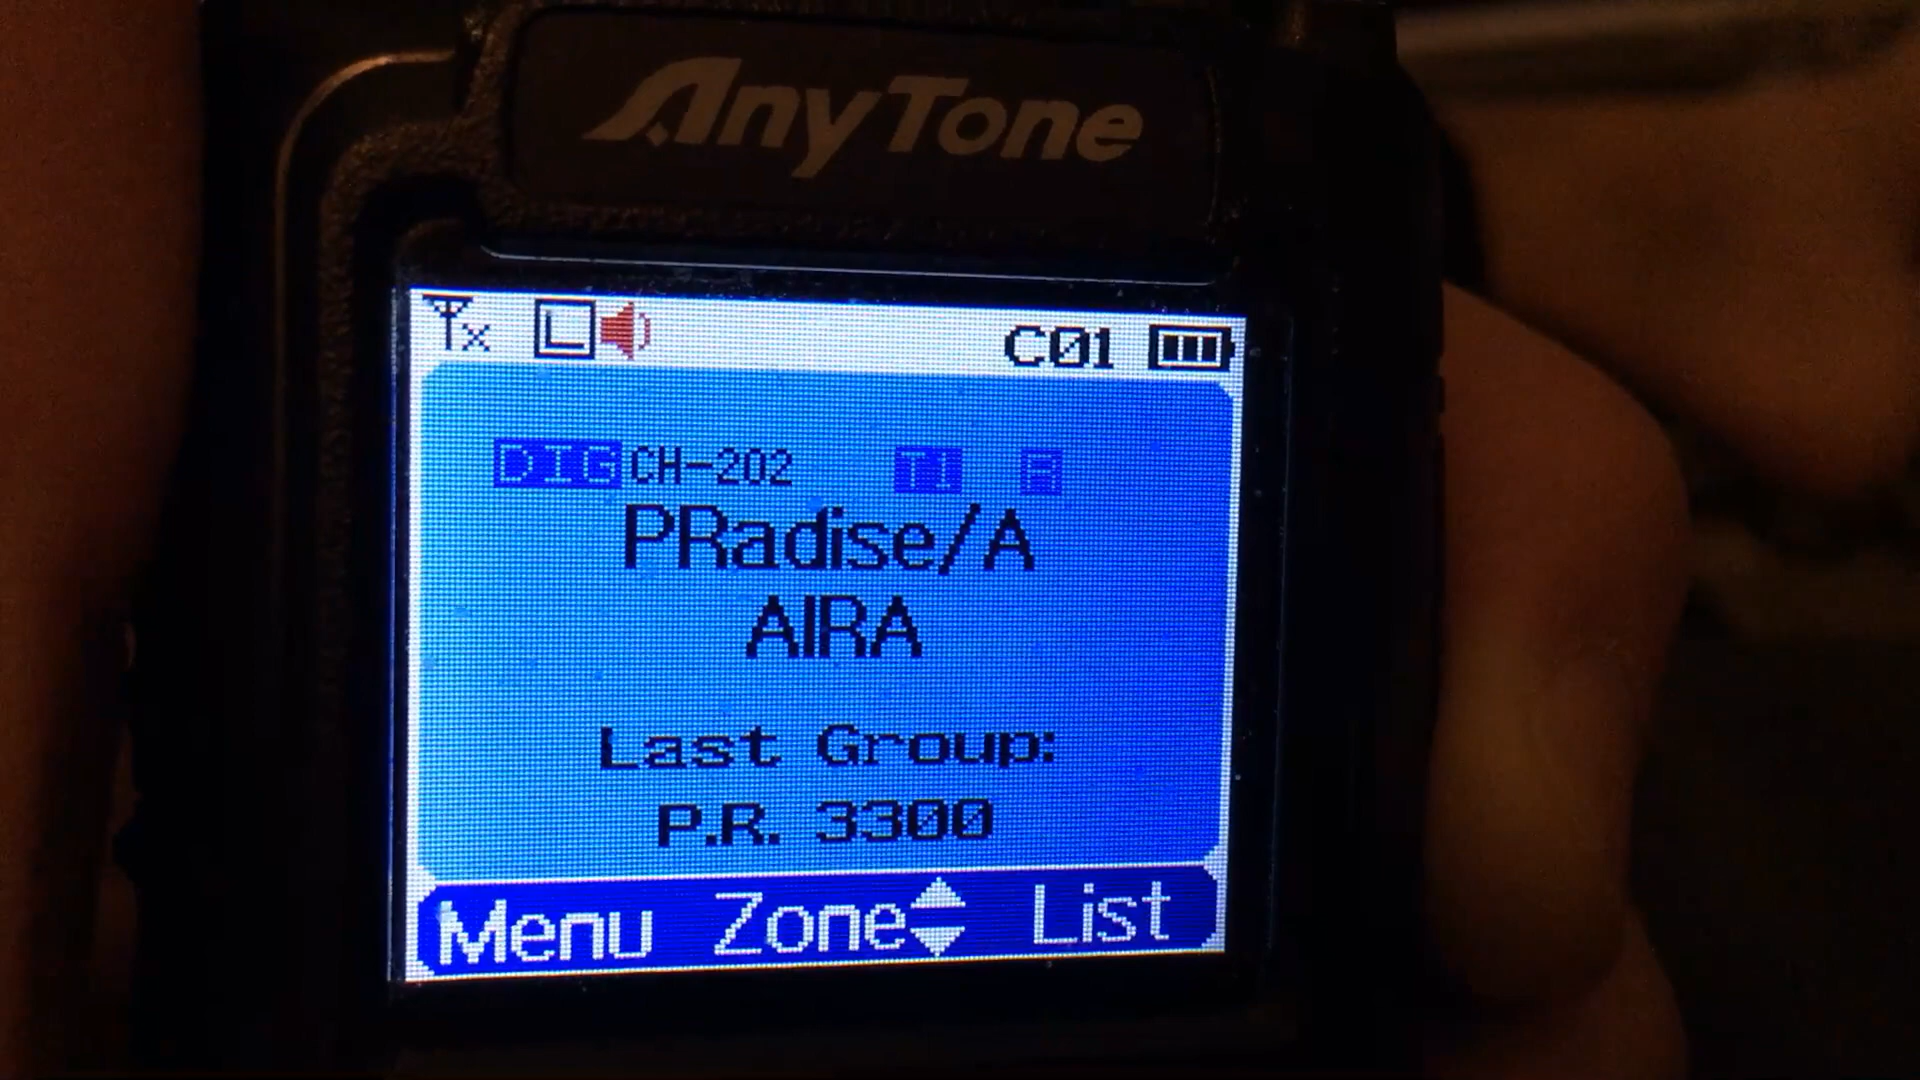 AnyTone
Tx L C01
DIG CH-202 T1 A
PRadise/A
AIRA
Last Group:
P.R. 3300
Menu Zone List